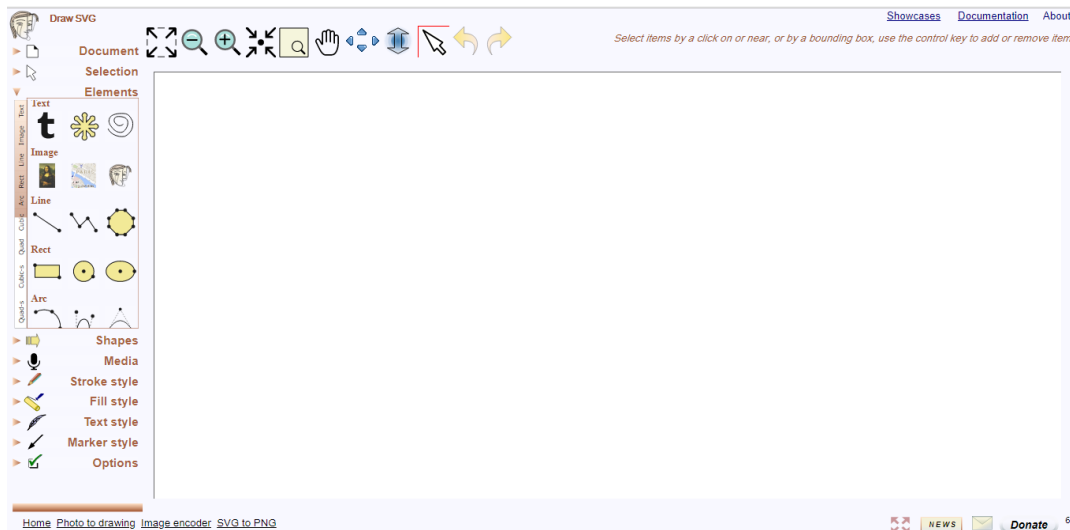 Draw SVG
Showcases Documentation About
Select items by a click on or near, or by a bounding box, use the control key to add or remove item
Document
Selection
Elements
Text
Image
Line
Rect
Arc
Text
Image
Line
Rect
Arc
Cubic
Quad
Cubic-s
Quad-s
t
Shapes
Media
Stroke style
Fill style
Text style
Marker style
Options
Home Photo to drawing Image encoder SVG to PNG
NEWS Donate 6